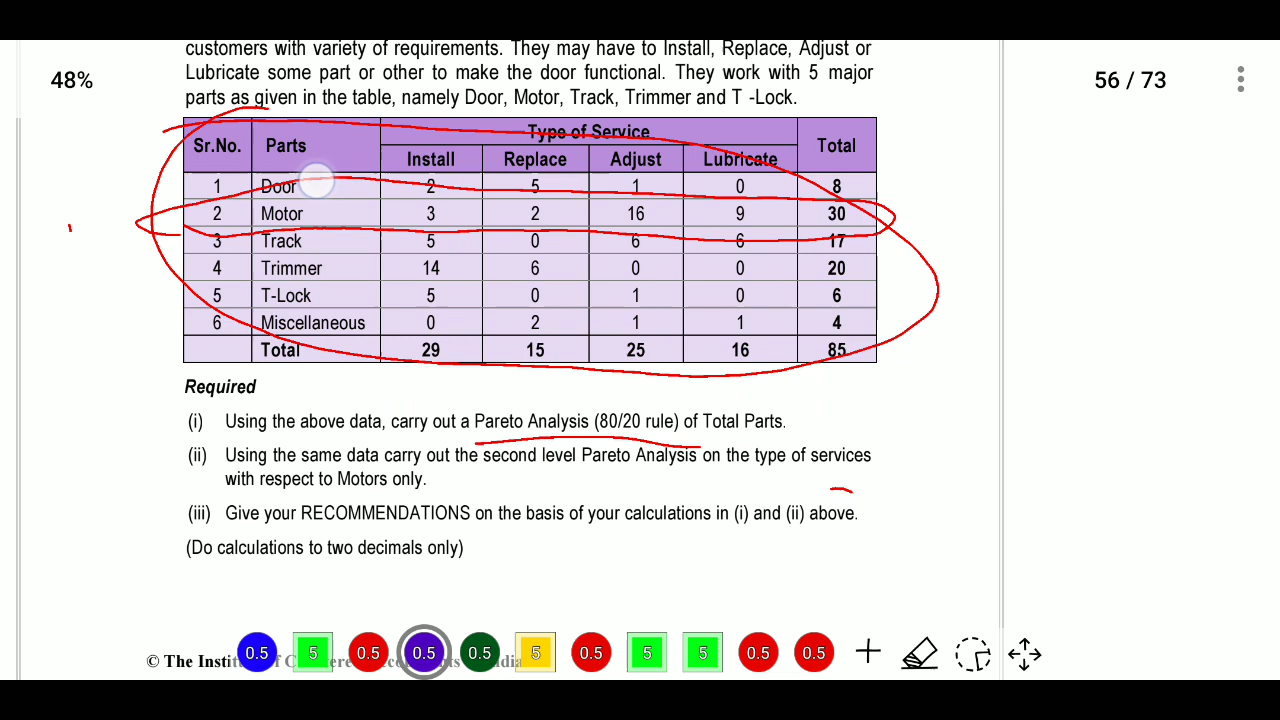 customers with variety of requirements. They may have to Install, Replace, Adjust or
48%
Lubricate some part or other to make the door functional. They work with 5 major
56 / 73
parts as given in the table, namely Door, Motor, Track, Trimmer and T -Lock.
Sr.No. Parts Type of Service Total
Install Replace Adjust Lubricate
1 Door 2 5 1 0 8
2 Motor 3 2 16 9 30
3 Track 5 0 6 6 17
4 Trimmer 14 6 0 0 20
5 T-Lock 5 0 1 0 6
6 Miscellaneous 0 2 1 1 4
Total 29 15 25 16 85
Required
(i) Using the above data, carry out a Pareto Analysis (80/20 rule) of Total Parts.
(ii) Using the same data carry out the second level Pareto Analysis on the type of services
with respect to Motors only.
(iii) Give your RECOMMENDATIONS on the basis of your calculations in (i) and (ii) above.
(Do calculations to two decimals only)
0.5 5 0.5 0.5 0.5 5 0.5 5 5 0.5 0.5
© The